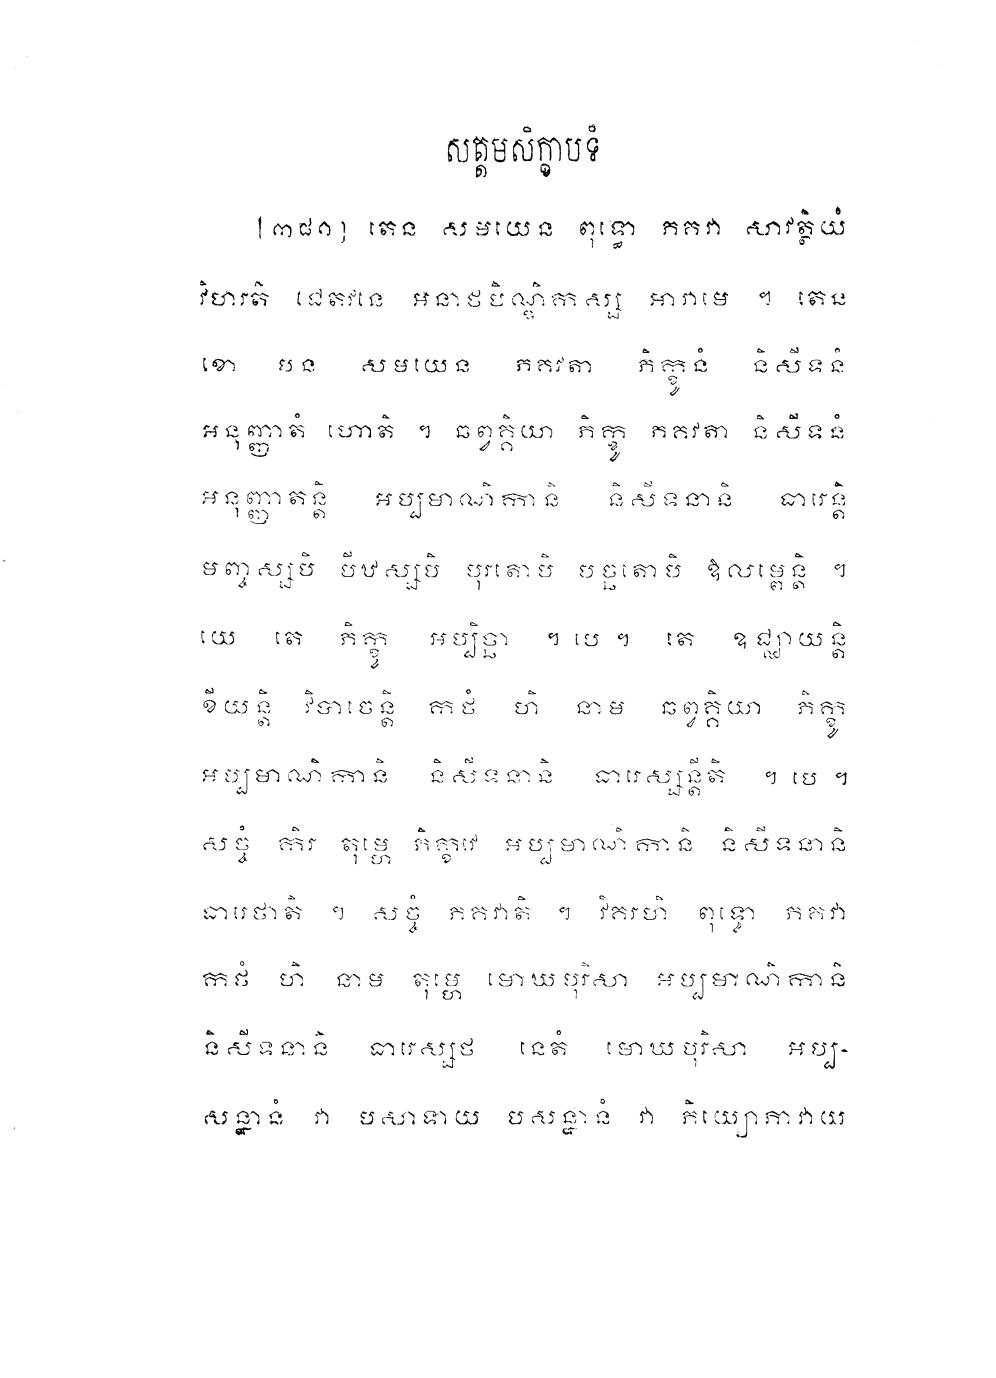 សត្តមសិក្ខាបទំ
[៣៨១] តេន សមយេន ពុទ្ធោ ភគវា សាវត្ថិយំ
វិហរតិ ជេតវនេ អនាថបិណ្ឌិកស្ស អារាមេ ។ តេន
ខោ បន សមយេន ភគវតា ភិក្ខូនំ និសីទនំ
អនុញ្ញាតំ ហោតិ ។ ឆព្វគ្គិយា ភិក្ខូ ភគវតា និសីទនំ
អនុញ្ញាតន្តិ អប្បមាណិកានិ និសីទនានិ ធារេន្តិ
មញ្ចស្សបិ បីឋស្សបិ បុរតោបិ បច្ឆតោបិ ឱលម្ពេន្តិ ។
យេ តេ ភិក្ខូ អប្បិច្ឆា ។ បេ ។ តេ ឧជ្ឈាយន្តិ
ខីយន្តិ វិបាចេន្តិ កថំ ហិ នាម ឆព្វគ្គិយា ភិក្ខូ
អប្បមាណិកានិ និសីទនានិ ធារេស្សន្តីតិ ។ បេ ។
សច្ចំ កិរ តុម្ហេ ភិក្ខវេ អប្បមាណិកានិ និសីទនានិ
ធារេថាតិ ។ សច្ចំ ភគវាតិ ។ វិគរហិ ពុទ្ធោ ភគវា
កថំ ហិ នាម តុម្ហេ មោឃបុរិសា អប្បមាណិកានិ
និសីទនានិ ធារេស្សថ នេតំ មោឃបុរិសា អប្ប-
សន្នានំ វា បសាទាយ បសន្នានំ វា ភិយ្យោភាវាយ